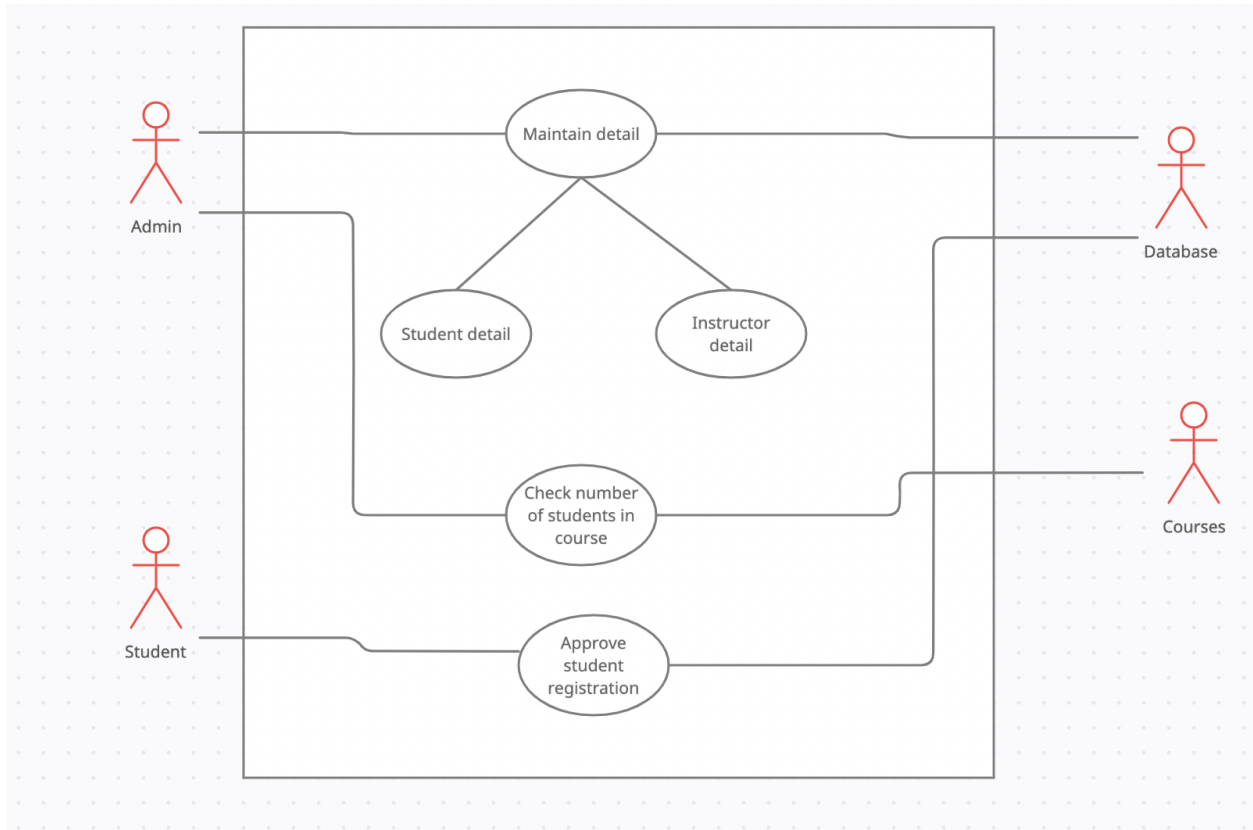 Maintain detail
Admin
Database
Student detail
Instructor
detail
Check number
of students in
course
Courses
Student
Approve
student
registration